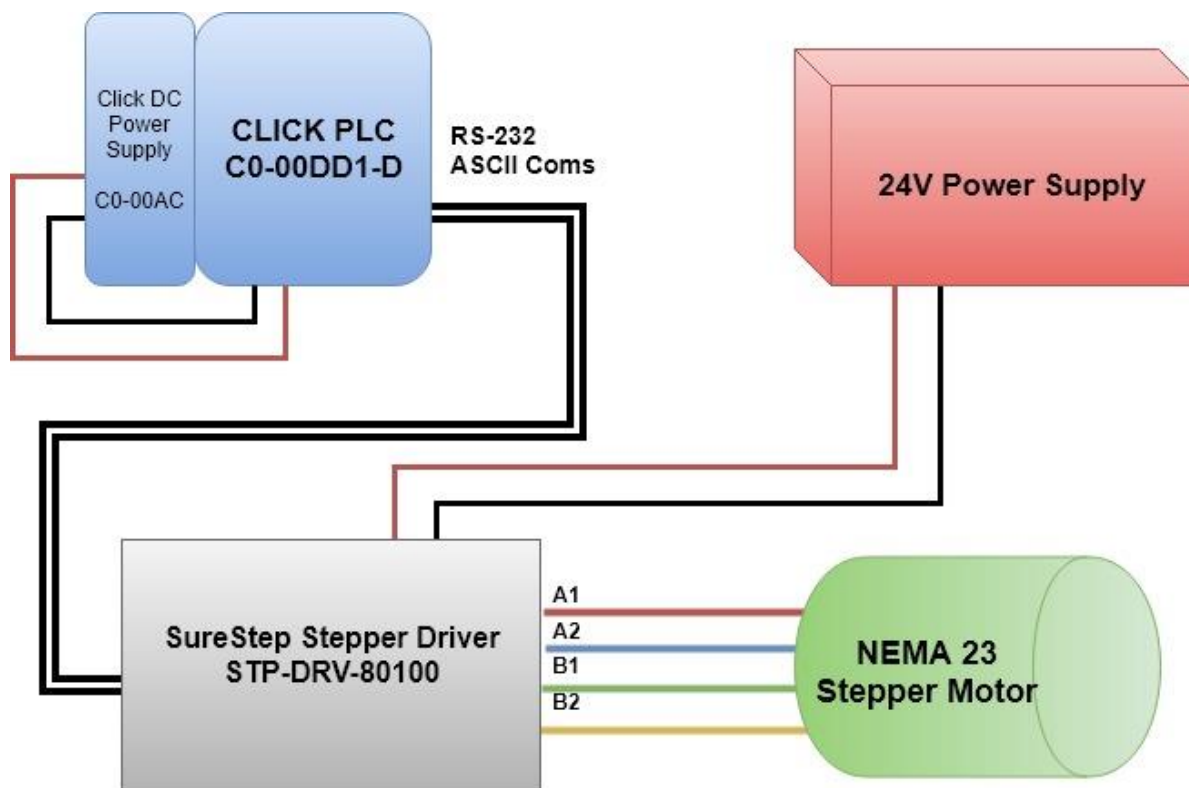 Click DC
Power
Supply
C0-00AC
CLICK PLC
C0-00DD1-D
RS-232
ASCII Coms
24V Power Supply
SureStep Stepper Driver
STP-DRV-80100
A1
A2
B1
B2
NEMA 23
Stepper Motor